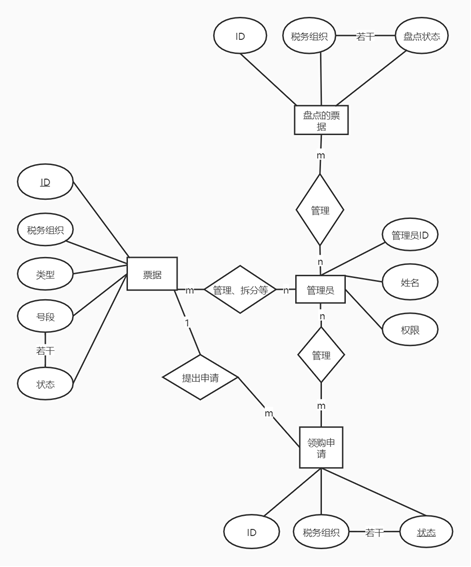 ID
税务组织
若干
盘点状态
盘点的票
据
m
管理
n
ID
税务组织
类型
号段
若干
状态
票据
m
管理、拆分等
n
管理员
管理员ID
姓名
权限
n
管理
m
1
提出申请
m
领购申
请
ID
税务组织
若干
状态